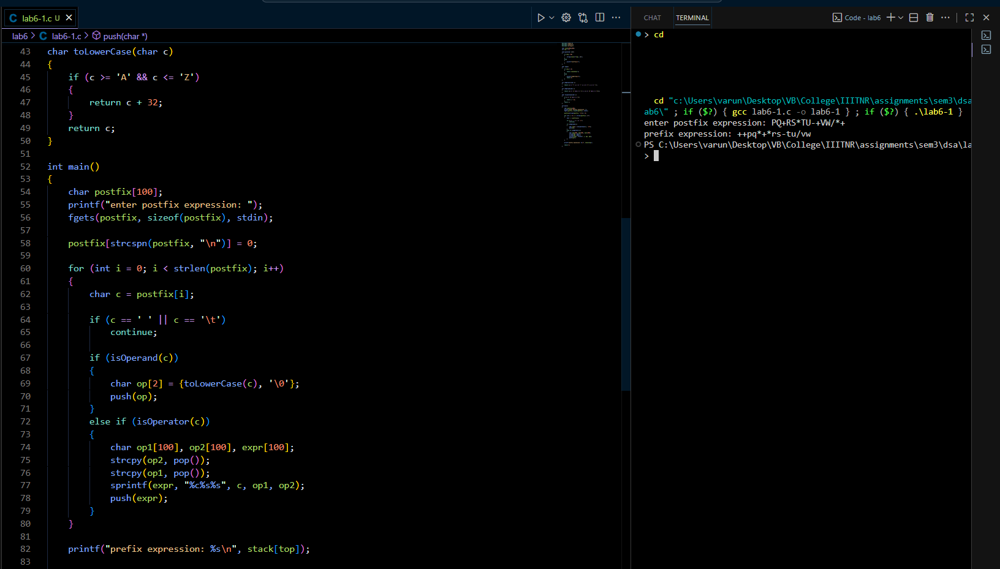 lab6-1.c U
CHAT
TERMINAL
Code - lab6
lab6 > lab6-1.c > push(char *)
43 char toLowerCase(char c)
44 {
45 if (c >= 'A' && c <= 'Z')
46 {
47 return c + 32;
48 }
49 return c;
50 }
51
52 int main()
53 {
54 char postfix[100];
55 printf("enter postfix expression: ");
56 fgets(postfix, sizeof(postfix), stdin);
57
58 postfix[strcspn(postfix, "\n")] = 0;
59
60 for (int i = 0; i < strlen(postfix); i++)
61 {
62 char c = postfix[i];
63
64 if (c == ' ' || c == '\t')
65 continue;
66
67 if (isOperand(c))
68 {
69 char op[2] = {toLowerCase(c), '\0'};
70 push(op);
71 }
72 else if (isOperator(c))
73 {
74 char op1[100], op2[100], expr[100];
75 strcpy(op2, pop());
76 strcpy(op1, pop());
77 sprintf(expr, "%c%s%s", c, op1, op2);
78 push(expr);
79 }
80 }
81
82 printf("prefix expression: %s\n", stack[top]);
83
> cd
cd "c:\Users\varun\Desktop\VB\College\IIITNR\assignments\sem3\dsa
ab6\" ; if ($?) { gcc lab6-1.c -o lab6-1 } ; if ($?) { .\lab6-1 }
enter postfix expression: PQ+RS*TU-+VW/*+
prefix expression: ++pq*+*rs-tu/vw
PS C:\Users\varun\Desktop\VB\College\IIITNR\assignments\sem3\dsa\la
>